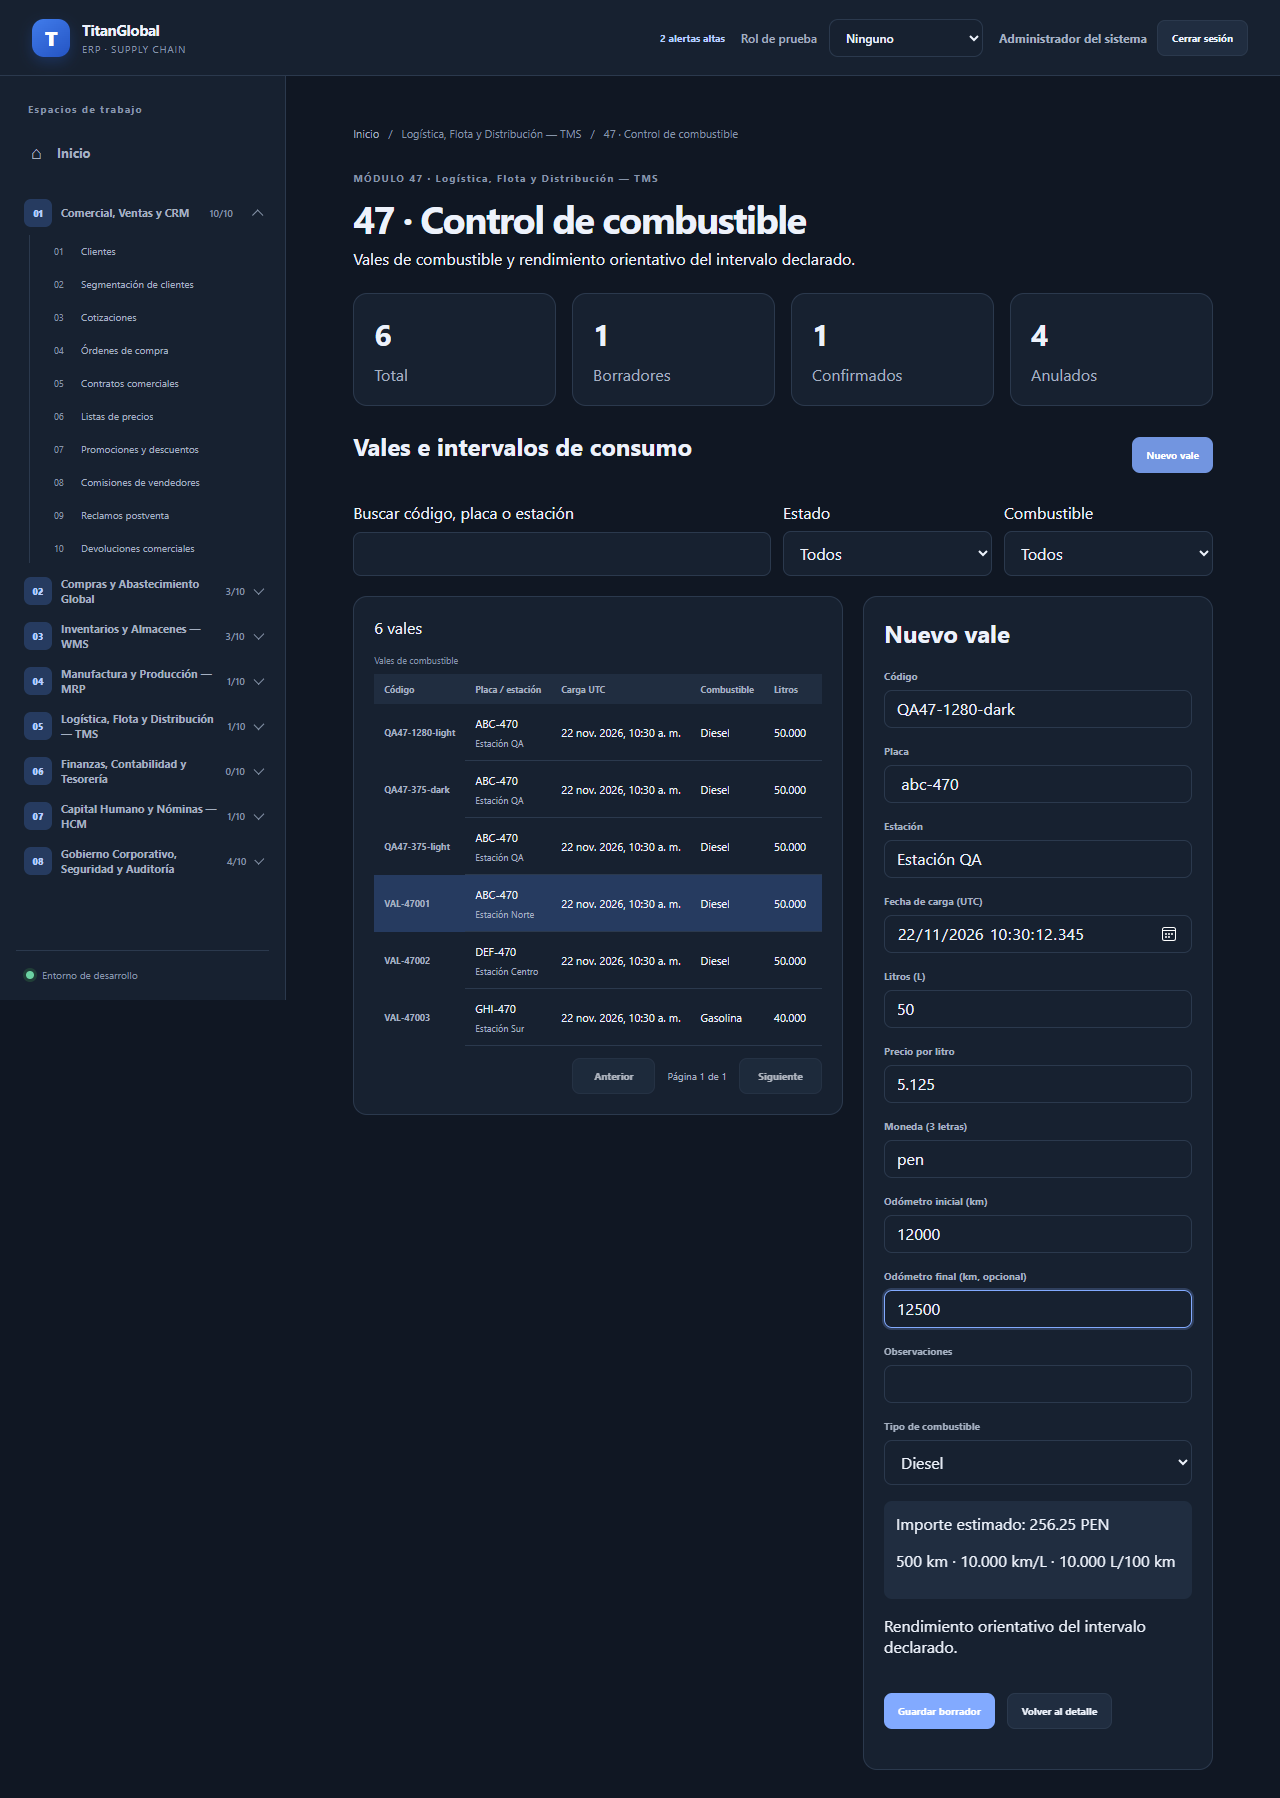 T
TitanGlobal
ERP · SUPPLY CHAIN
2 alertas altas
Rol de prueba
Ninguno
Administrador del sistema
Cerrar sesión
Espacios de trabajo
Inicio
01 Comercial, Ventas y CRM 10/10
01 Clientes
02 Segmentación de clientes
03 Cotizaciones
04 Órdenes de compra
05 Contratos comerciales
06 Listas de precios
07 Promociones y descuentos
08 Comisiones de vendedores
09 Reclamos postventa
10 Devoluciones comerciales
02 Compras y Abastecimiento
Global
3/10
03 Inventarios y Almacenes —
WMS
3/10
04 Manufactura y Producción —
MRP
1/10
05 Logística, Flota y Distribución
— TMS
1/10
06 Finanzas, Contabilidad y
Tesorería
0/10
07 Capital Humano y Nóminas —
HCM
1/10
08 Gobierno Corporativo,
Seguridad y Auditoría
4/10
Entorno de desarrollo
Inicio / Logística, Flota y Distribución — TMS / 47 · Control de combustible
MÓDULO 47 · Logística, Flota y Distribución — TMS
47 · Control de combustible
Vales de combustible y rendimiento orientativo del intervalo declarado.
6
Total
1
Borradores
1
Confirmados
4
Anulados
Vales e intervalos de consumo
Nuevo vale
Buscar código, placa o estación
Estado
Todos
Combustible
Todos
6 vales
Vales de combustible
Código Placa / estación Carga UTC Combustible Litros
QA47-1280-light ABC-470 22 nov. 2026, 10:30 a. m. Diesel 50.000
Estación QA
QA47-375-dark ABC-470 22 nov. 2026, 10:30 a. m. Diesel 50.000
Estación QA
QA47-375-light ABC-470 22 nov. 2026, 10:30 a. m. Diesel 50.000
Estación QA
VAL-47001 ABC-470 22 nov. 2026, 10:30 a. m. Diesel 50.000
Estación Norte
VAL-47002 DEF-470 22 nov. 2026, 10:30 a. m. Diesel 50.000
Estación Centro
VAL-47003 GHI-470 22 nov. 2026, 10:30 a. m. Gasolina 40.000
Estación Sur
Anterior
Página 1 de 1
Siguiente
Nuevo vale
Código
QA47-1280-dark
Placa
abc-470
Estación
Estación QA
Fecha de carga (UTC)
22/11/2026 10:30:12.345
Litros (L)
50
Precio por litro
5.125
Moneda (3 letras)
pen
Odómetro inicial (km)
12000
Odómetro final (km, opcional)
12500
Observaciones
Tipo de combustible
Diesel
Importe estimado: 256.25 PEN
500 km · 10.000 km/L · 10.000 L/100 km
Rendimiento orientativo del intervalo
declarado.
Guardar borrador
Volver al detalle